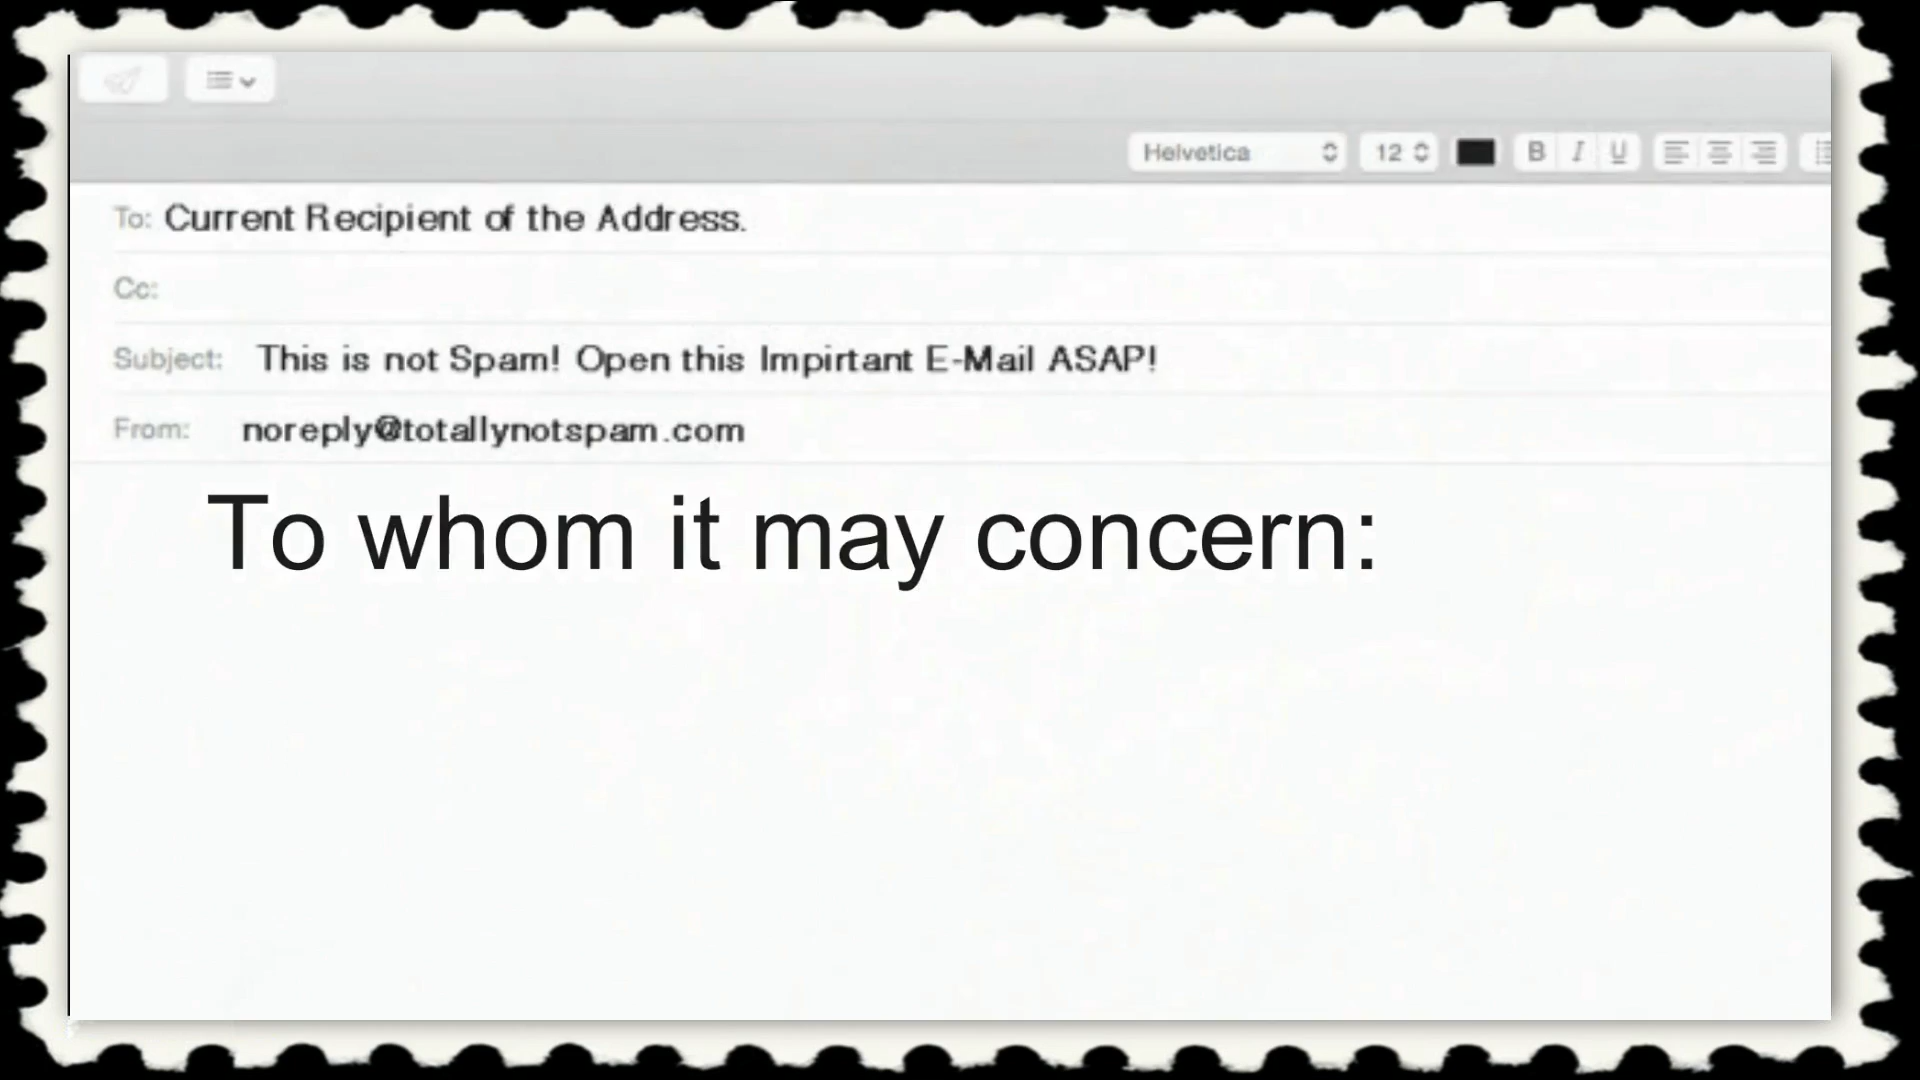 Helvetica 12 B I U
To: Current Recipient of the Address.
Cc:
Subject: This is not Spam! Open this Impirtant E-Mail ASAP!
From: noreply@totallynotspam.com
To whom it may concern: